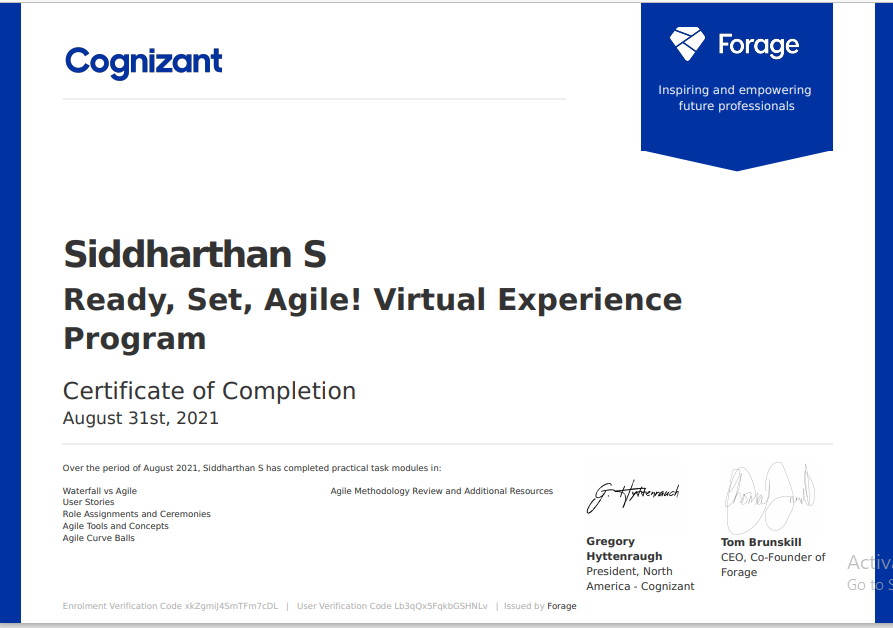 Cognizant
Forage
Inspiring and empowering
future professionals
Siddharthan S
Ready, Set, Agile! Virtual Experience
Program
Certificate of Completion
August 31st, 2021
Over the period of August 2021, Siddharthan S has completed practical task modules in:
Waterfall vs Agile
User Stories
Role Assignments and Ceremonies
Agile Tools and Concepts
Agile Curve Balls
Agile Methodology Review and Additional Resources
G. Hyttenrauch
Gregory
Hyttenraugh
President, North
America - Cognizant
Tom Brunskill
CEO, Co-Founder of
Forage
Enrolment Verification Code xkZgmiJ4SmTFm7cDL | User Verification Code Lb3qQx5FqkbGSHNLv | Issued by Forage
Activa
Go to S